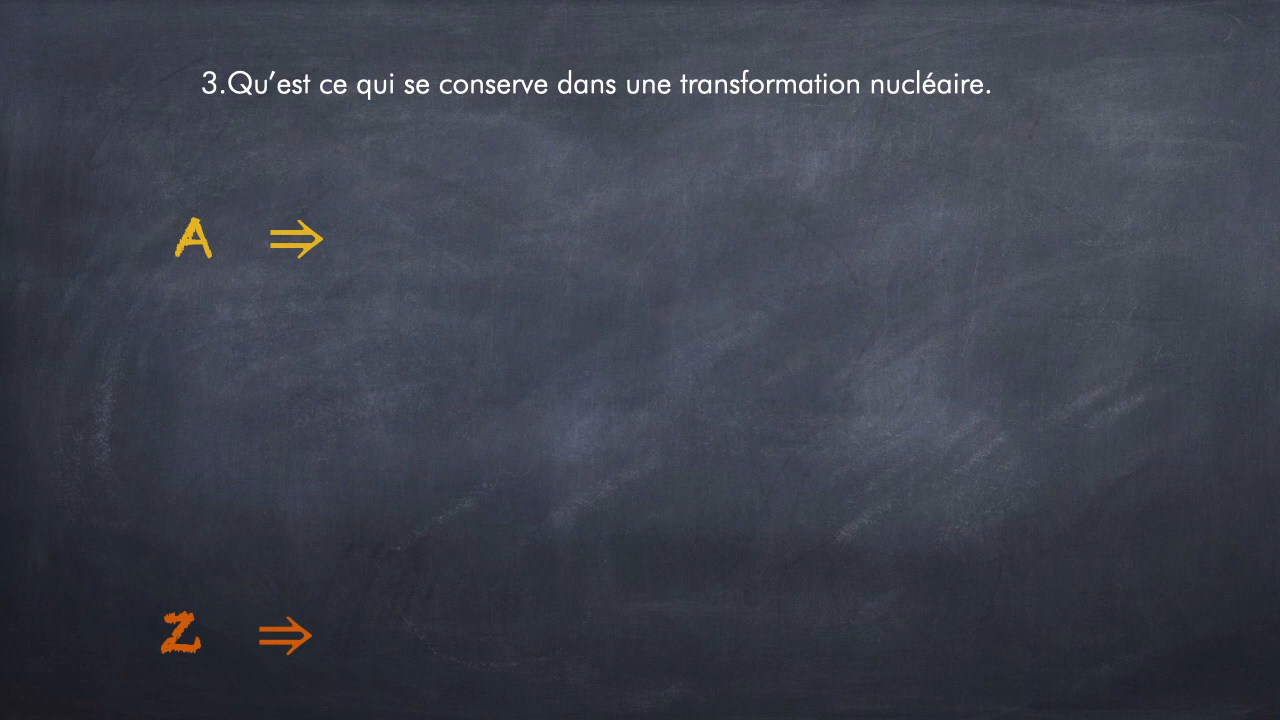 3.Qu’est ce qui se conserve dans une transformation nucléaire.
A ⇒
Z ⇒